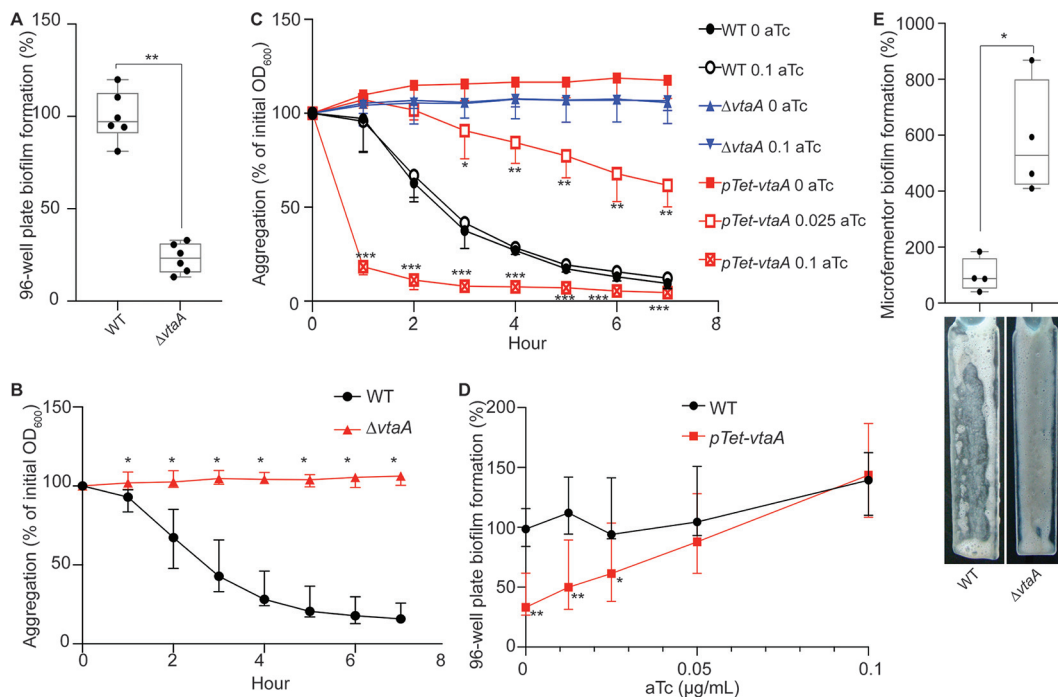 A
96-well plate biofilm formation (%)
150
100
50
0
**
WT
ΔvtaA
C
Aggregation (% of initial OD600)
150
100
50
0
0
2
4
6
8
Hour
*
**
**
**
**
***
***
***
***
***
***
***
WT 0 aTc
WT 0.1 aTc
ΔvtaA 0 aTc
ΔvtaA 0.1 aTc
pTet-vtaA 0 aTc
pTet-vtaA 0.025 aTc
pTet-vtaA 0.1 aTc
E
Microfermentor biofilm formation (%)
1000
800
600
400
200
0
*
WT
ΔvtaA
B
Aggregation (% of initial OD600)
150
100
50
0
0
2
4
6
8
Hour
WT
ΔvtaA
* * * * * * *
D
96-well plate biofilm formation (%)
200
150
100
50
0
0
0.05
0.1
aTc (µg/mL)
WT
pTet-vtaA
**
**
*